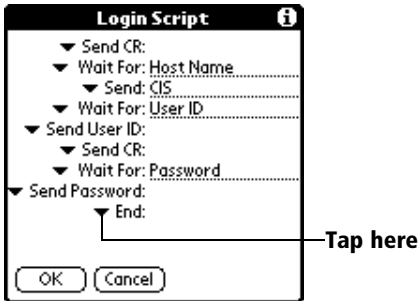 Login Script i
Send CR:
Wait For: Host Name
Send: CIS
Wait For: User ID
Send User ID:
Send CR:
Wait For: Password
Send Password:
End:
Tap here
OK Cancel